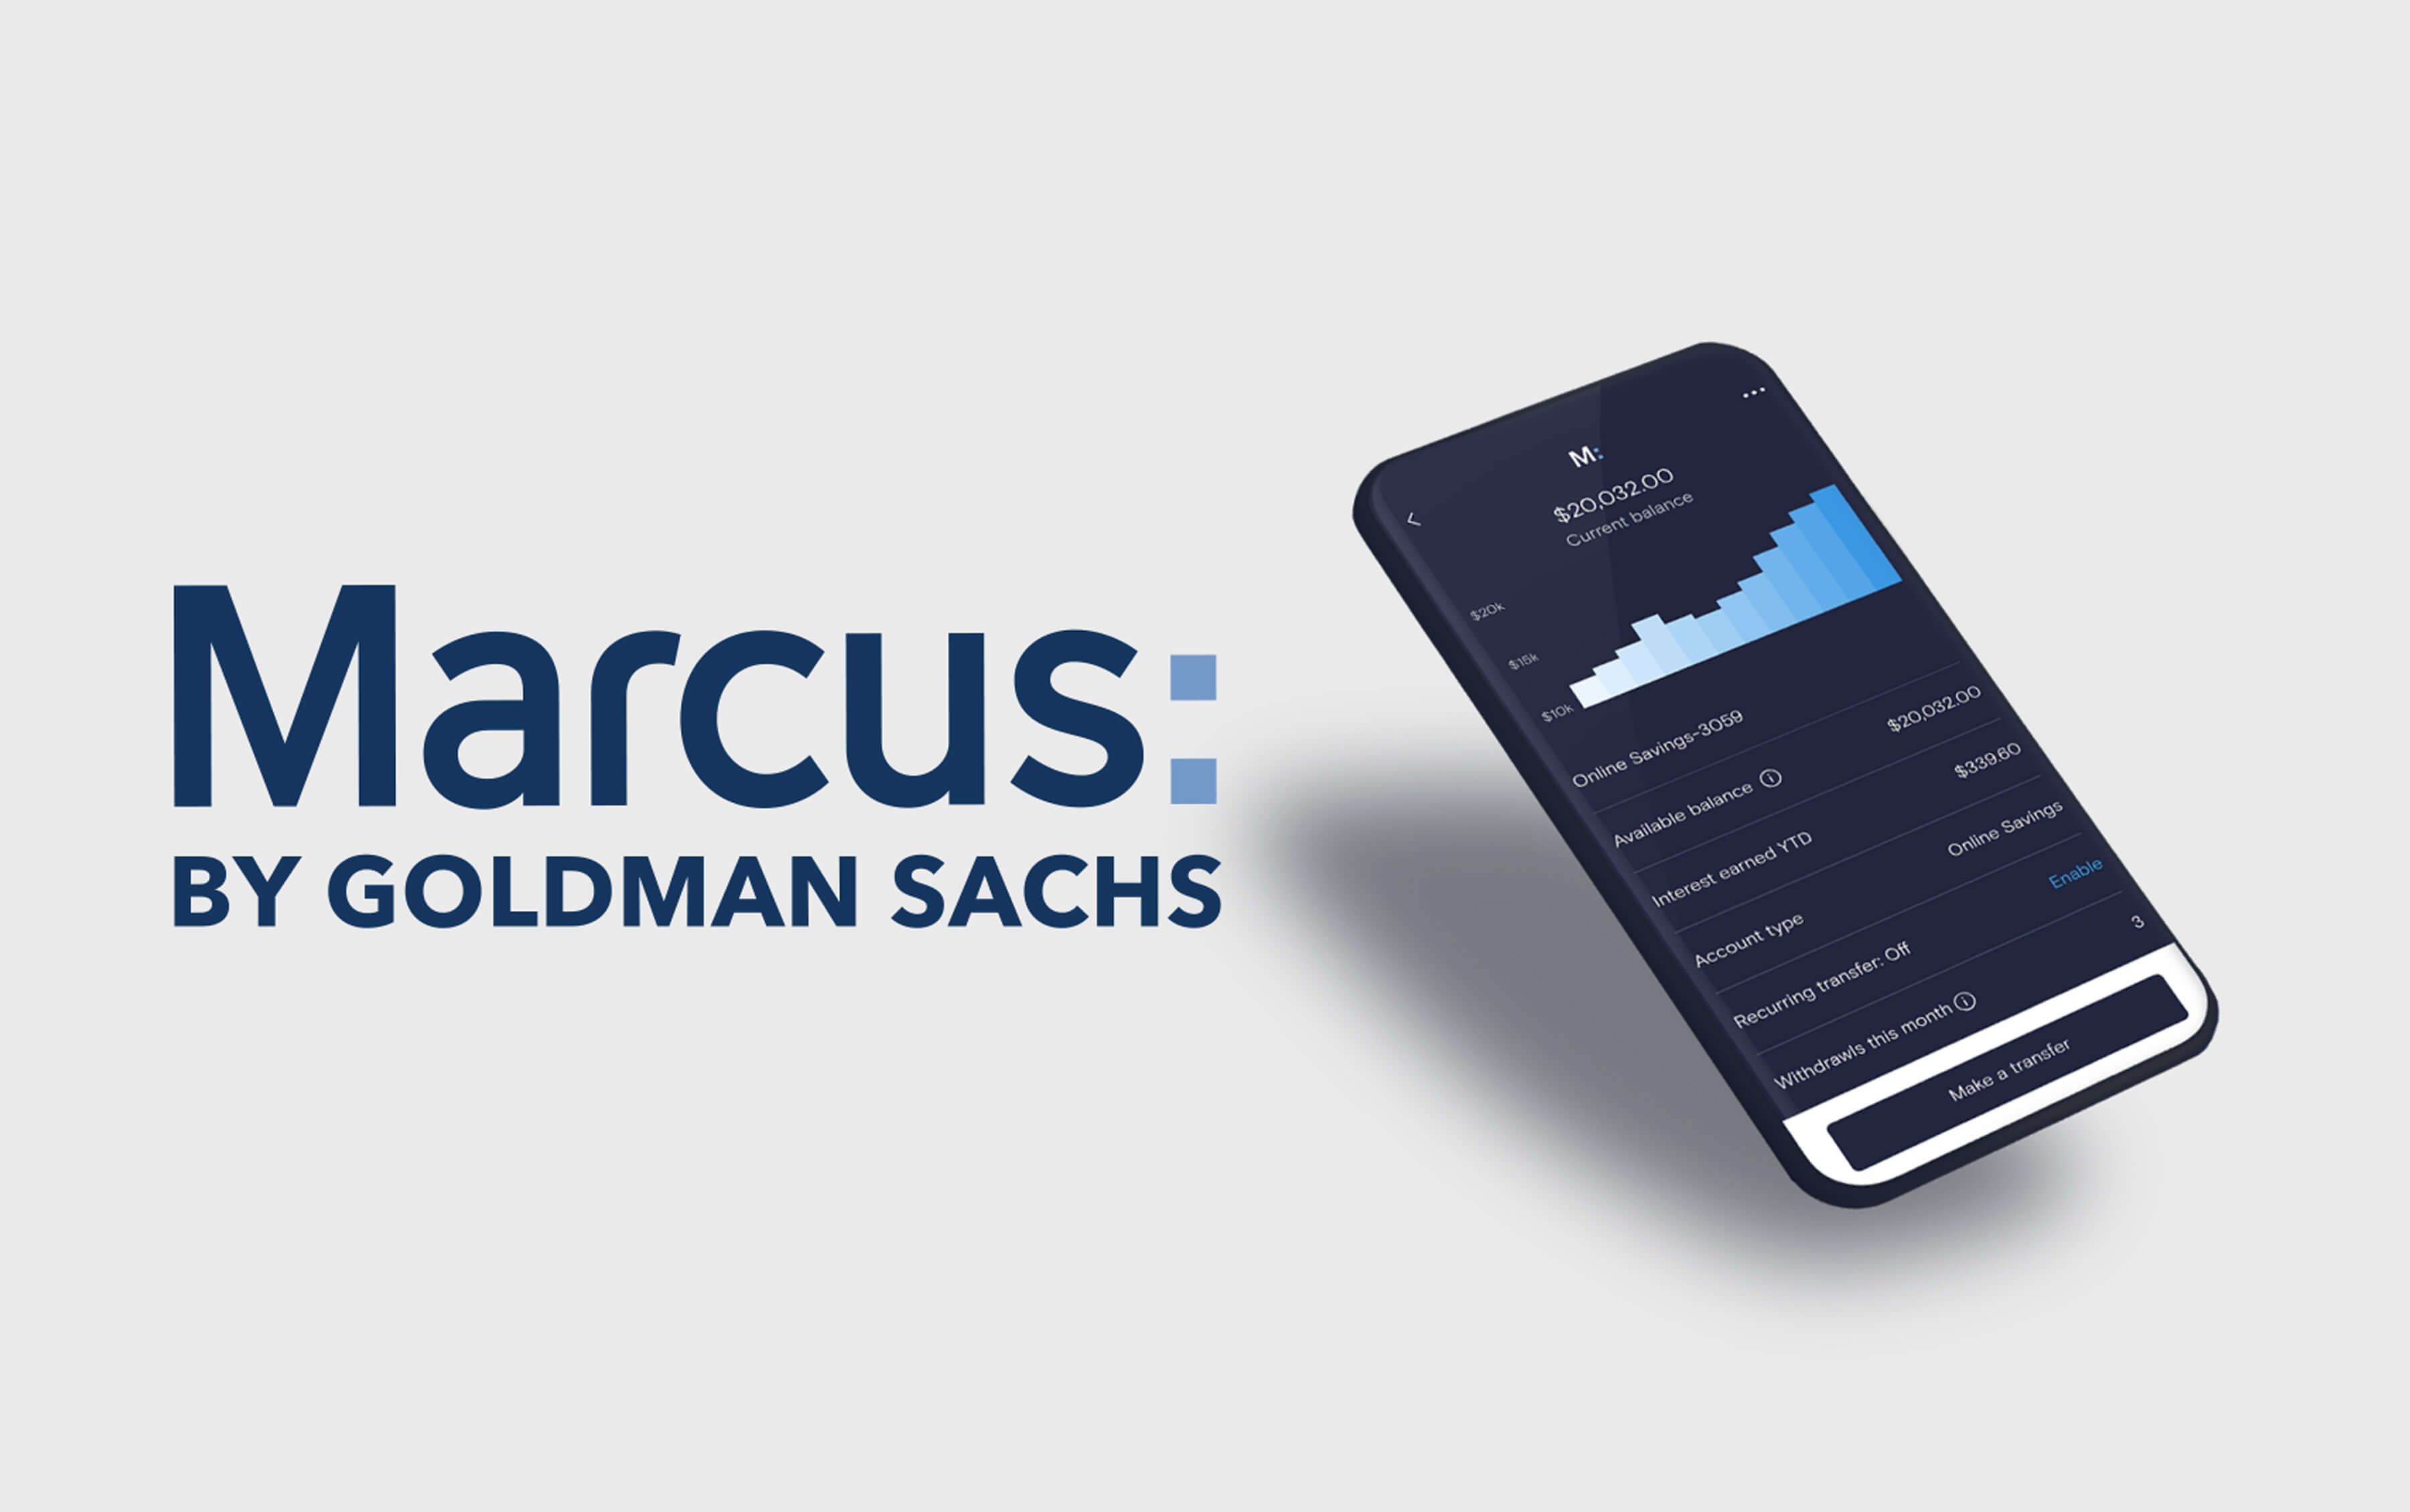 Marcus:
BY GOLDMAN SACHS
M:
$20,032.00
Current balance
$20k
$15k
$10k
Online Savings-3059
Available balance $20,032.00
Interest earned YTD $339.60
Account type Online Savings
Recurring transfer: Off Enable
Withdrawls this month 3
Make a transfer